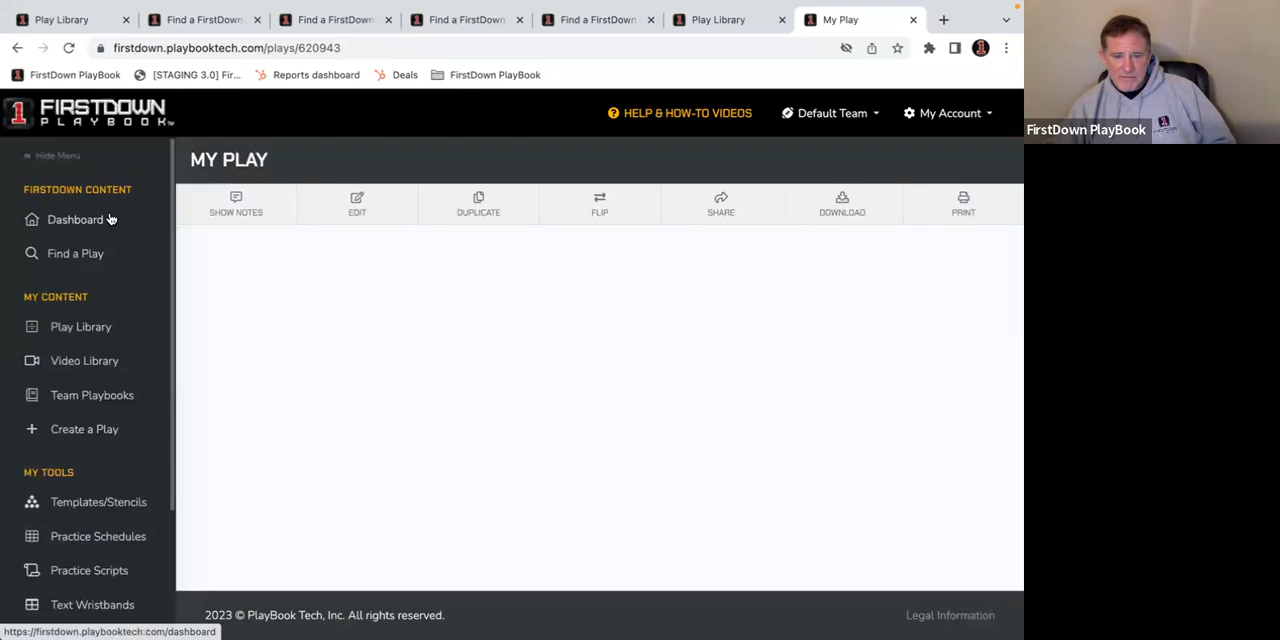 Play Library
Find a FirstDown
Find a FirstDown
Find a FirstDown
Find a FirstDown
Play Library
My Play
firstdown.playbooktech.com/plays/620943
FirstDown PlayBook
[STAGING 3.0] Fir...
Reports dashboard
Deals
FirstDown PlayBook
1 FIRSTDOWN
PLAYBOOK™
HELP & HOW-TO VIDEOS
Default Team
My Account
« Hide Menu
MY PLAY
FIRSTDOWN CONTENT
Dashboard
Find a Play
MY CONTENT
Play Library
Video Library
Team Playbooks
Create a Play
MY TOOLS
Templates/Stencils
Practice Schedules
Practice Scripts
Text Wristbands
SHOW NOTES
EDIT
DUPLICATE
FLIP
SHARE
DOWNLOAD
PRINT
2023 © PlayBook Tech, Inc. All rights reserved.
Legal Information
https://firstdown.playbooktech.com/dashboard
FirstDown PlayBook